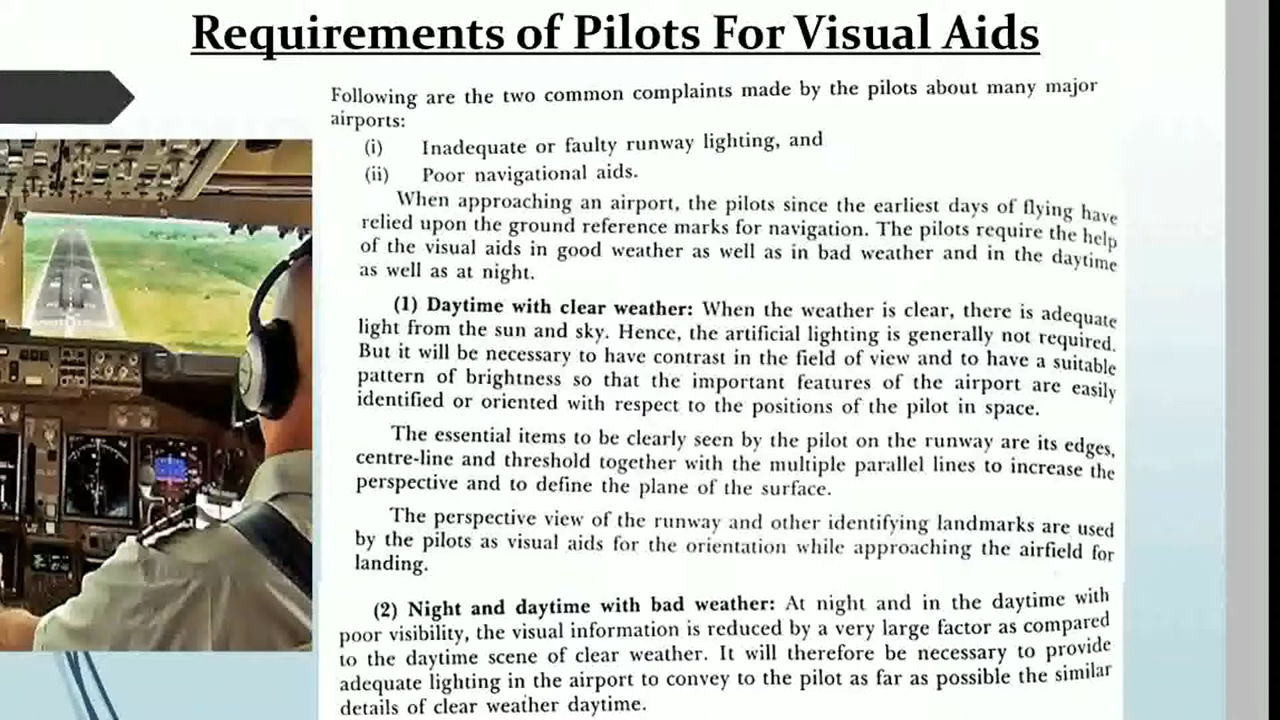 Requirements of Pilots For Visual Aids
Following are the two common complaints made by the pilots about many major
airports:
(i) Inadequate or faulty runway lighting, and
(ii) Poor navigational aids.
When approaching an airport, the pilots since the earliest days of flying have
relied upon the ground reference marks for navigation. The pilots require the help
of the visual aids in good weather as well as in bad weather and in the daytime
as well as at night.
(1) Daytime with clear weather: When the weather is clear, there is adequate
light from the sun and sky. Hence, the artificial lighting is generally not required.
But it will be necessary to have contrast in the field of view and to have a suitable
pattern of brightness so that the important features of the airport are easily
identified or oriented with respect to the positions of the pilot in space.
The essential items to be clearly seen by the pilot on the runway are its edges,
centre-line and threshold together with the multiple parallel lines to increase the
perspective and to define the plane of the surface.
The perspective view of the runway and other identifying landmarks are used
by the pilots as visual aids for the orientation while approaching the airfield for
landing.
(2) Night and daytime with bad weather: At night and in the daytime with
poor visibility, the visual information is reduced by a very large factor as compared
to the daytime scene of clear weather. It will therefore be necessary to provide
adequate lighting in the airport to convey to the pilot as far as possible the similar
details of clear weather daytime.